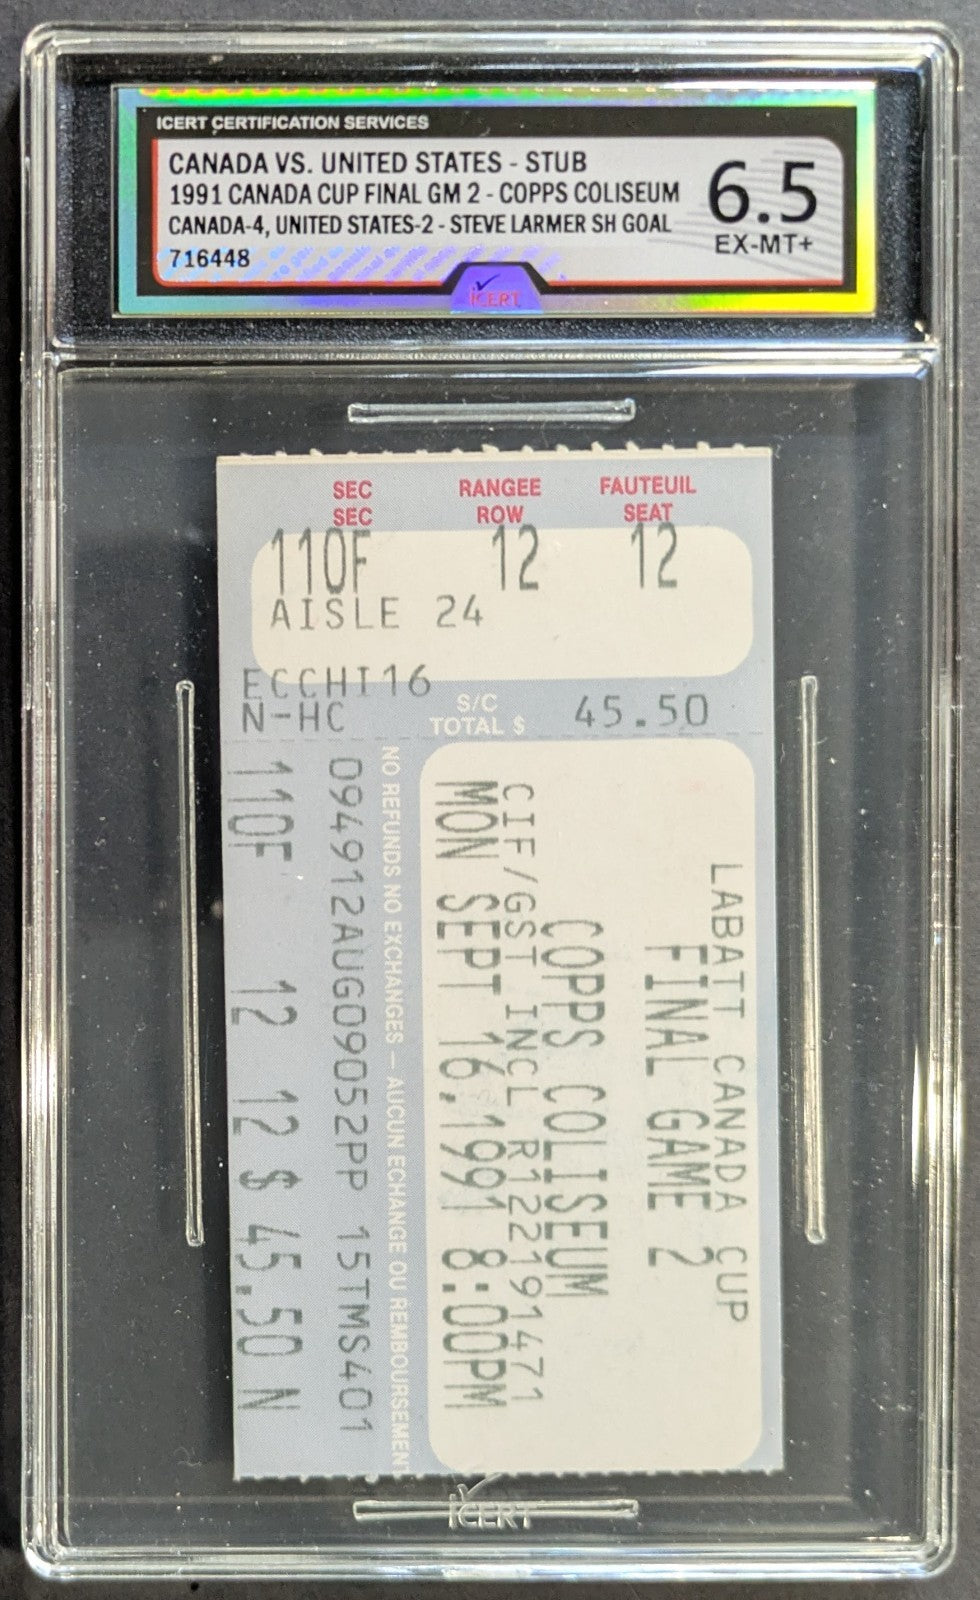 ICERT CERTIFICATION SERVICES
CANADA VS. UNITED STATES - STUB
1991 CANADA CUP FINAL GM 2 - COPPS COLISEUM
CANADA-4, UNITED STATES-2 - STEVE LARMER SH GOAL
716448
6.5
EX-MT+
ICERT
SEC RANGEE FAUTEUIL
SEC ROW SEAT
110F 12 12
AISLE 24
ECCHI16
N-HC
S/C
TOTAL $ 45.50
LABATT CANADA CUP
FINAL GAME 2
COPPS COLISEUM
CIF/GST INCL R122191471
MON SEPT 16,1991 8:00PM
NO REFUNDS NO EXCHANGES – AUCUN ECHANGE OU REMBOURSEMENT
094912AUG09052PP 15TMS401
110F 12 12 $ 45.50 N
ICERT